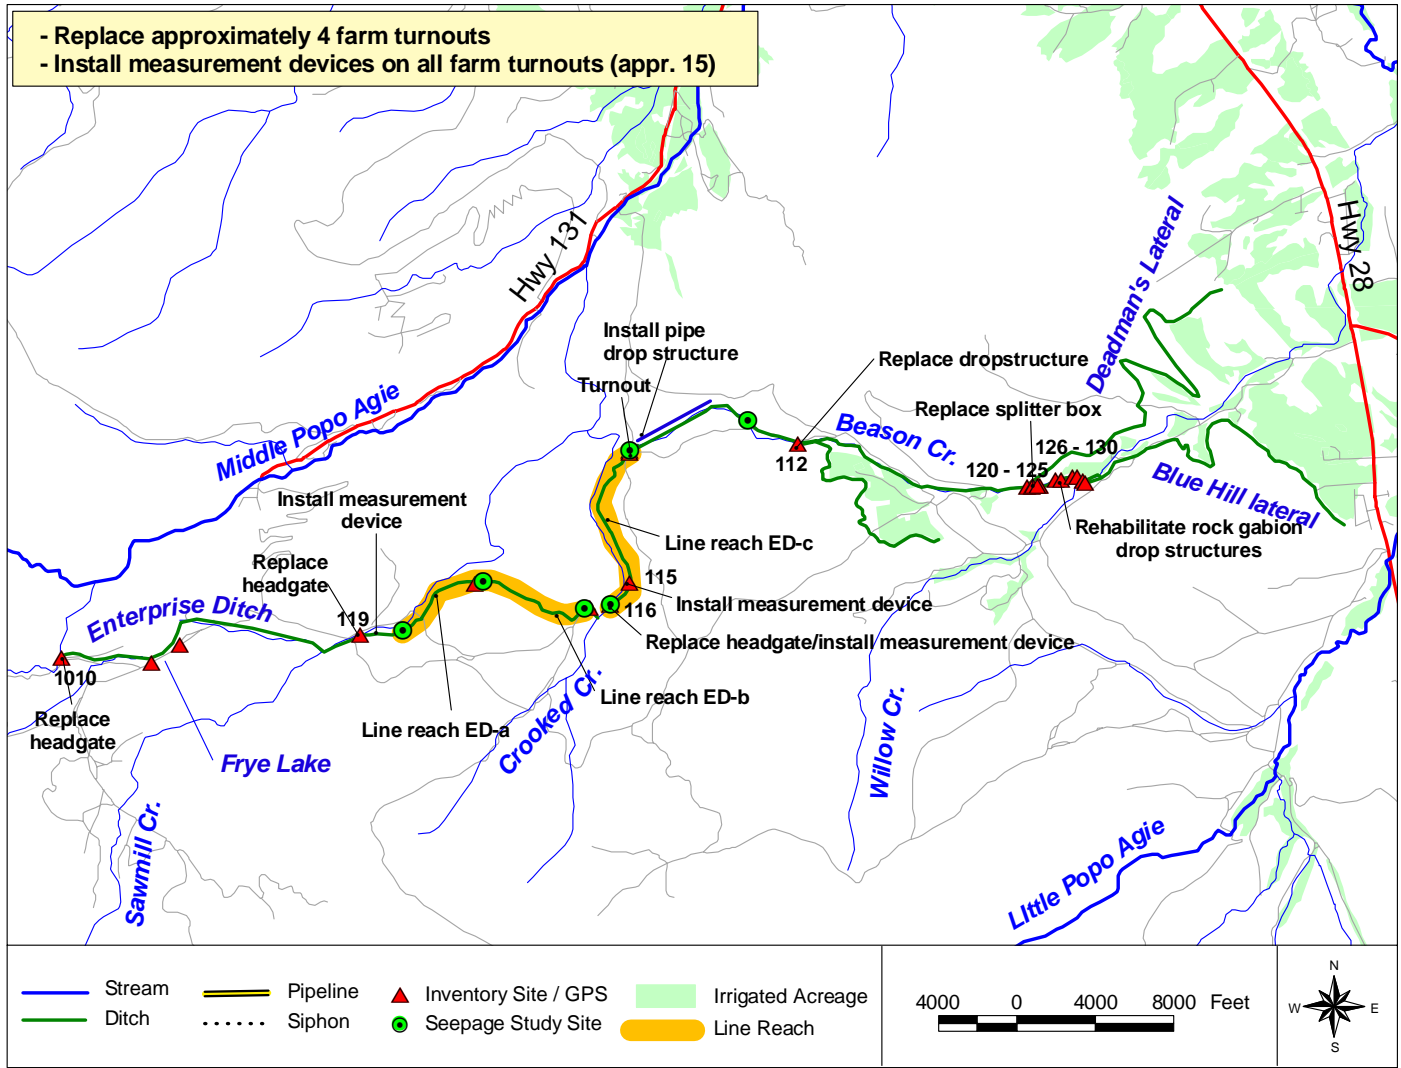 - Replace approximately 4 farm turnouts
- Install measurement devices on all farm turnouts (appr. 15)
Hwy 131
Hwy 28
Deadman's Lateral
Install pipe
drop structure
Turnout
Replace dropstructure
Middle Popo Agie
Beason Cr.
Replace splitter box
126 - 130
120 - 125
112
Blue Hill lateral
Install measurement
device
Rehabilitate rock gabion
drop structures
Line reach ED-c
Replace
headgate
115
Install measurement device
116
Enterprise Ditch
119
Replace headgate/install measurement device
1010
Replace
headgate
Line reach ED-b
Line reach ED-a
Crooked Cr.
Frye Lake
Willow Cr.
Sawmill Cr.
LIttle Popo Agie
Stream
Ditch
Pipeline
Siphon
Inventory Site / GPS
Seepage Study Site
Irrigated Acreage
Line Reach
4000 0 4000 8000 Feet
N
W E
S